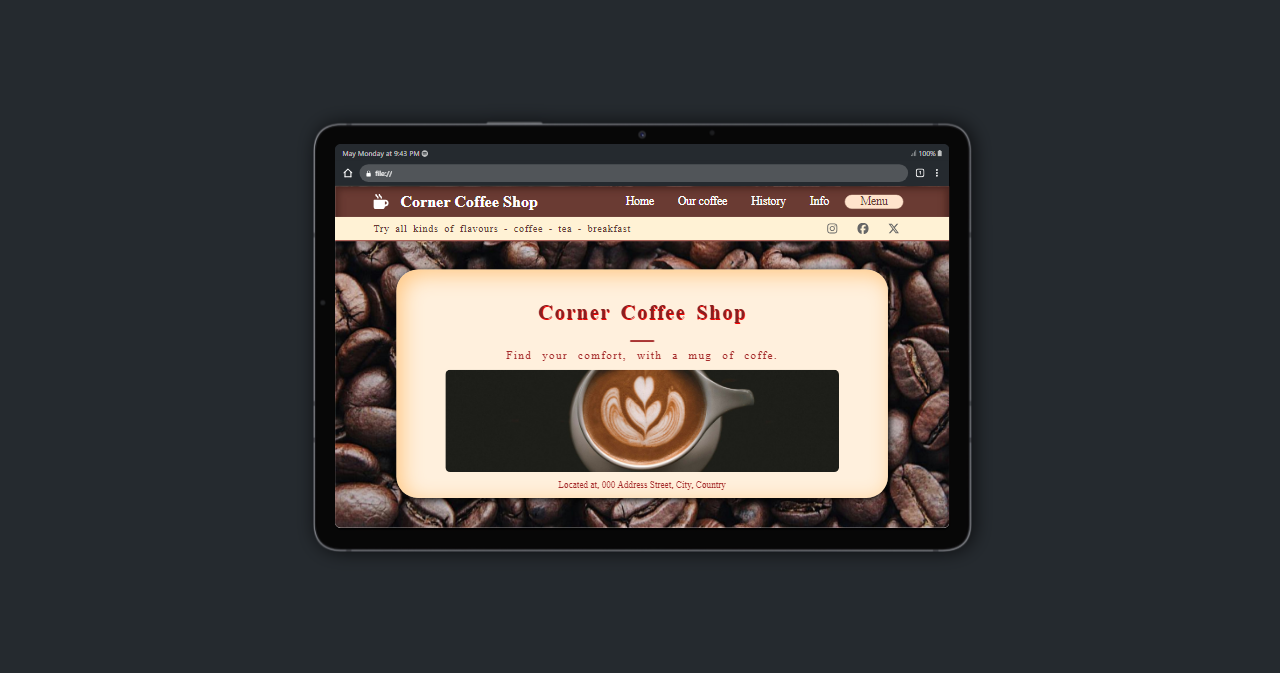 May Monday at 9:43 PM
100%
file://
1
Corner Coffee Shop
Home Our coffee History Info Menu
Try all kinds of flavours - coffee - tea - breakfast
Corner Coffee Shop
Find your comfort, with a mug of coffe.
Located at, 000 Address Street, City, Country